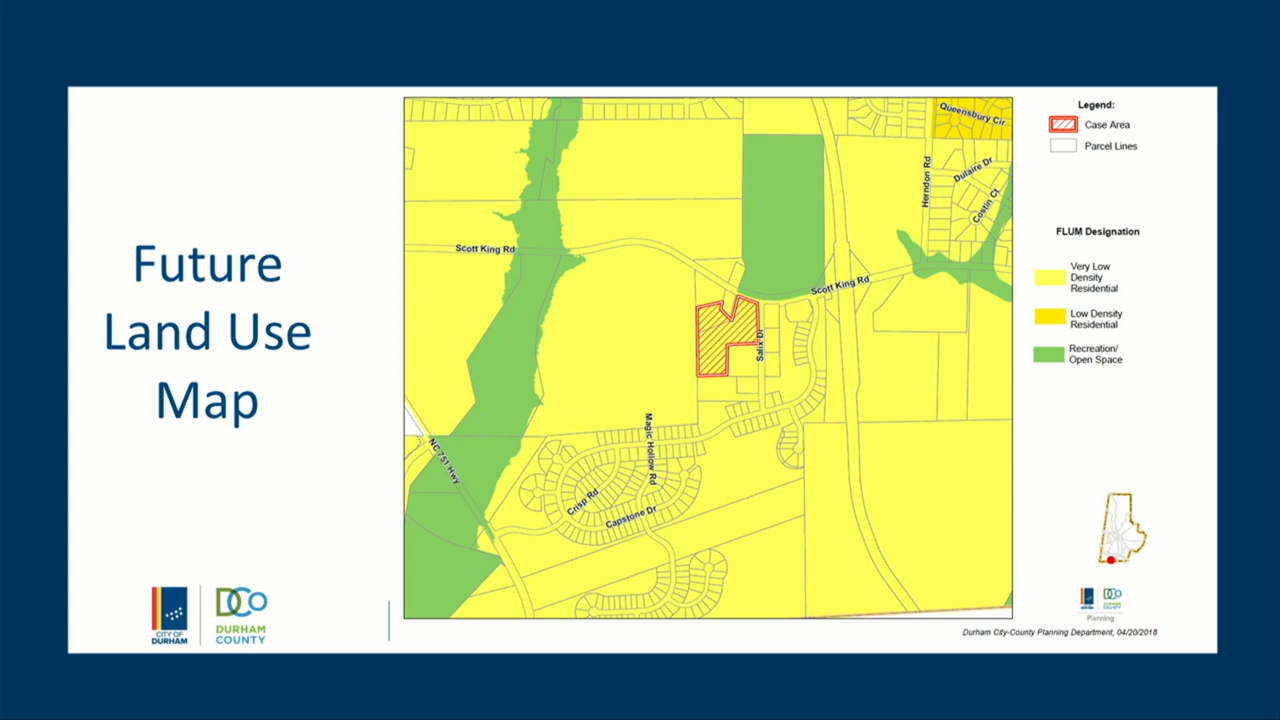 Future
Land Use
Map
CITY OF
DURHAM
DCo
DURHAM
COUNTY
Queensbury Cir
Herndon Rd
Dulaire Dr
Costin Ct
Scott King Rd
Scott King Rd
Salix Dr
Magic Hollow Rd
NC 751 Hwy
Crisp Rd
Capstone Dr
Legend:
Case Area
Parcel Lines
FLUM Designation
Very Low
Density
Residential
Low Density
Residential
Recreation/
Open Space
Planning
Durham City-County Planning Department, 04/20/2018